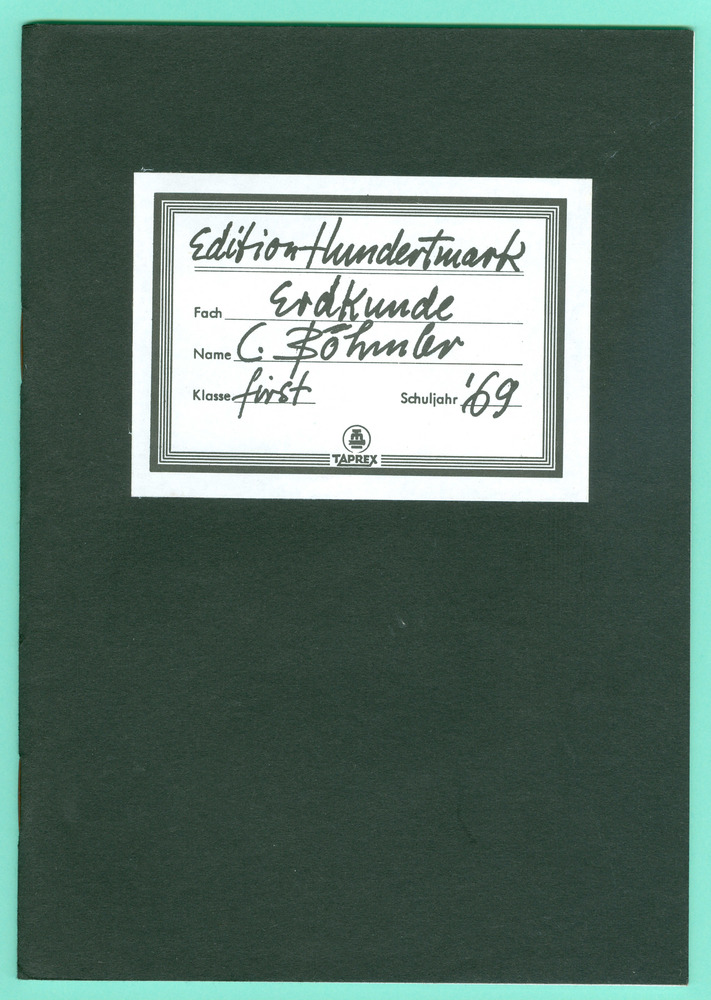 Edition Hundertmark
Fach Erdkunde
Name C. Böhmler
Klasse first Schuljahr '69
TAPREX